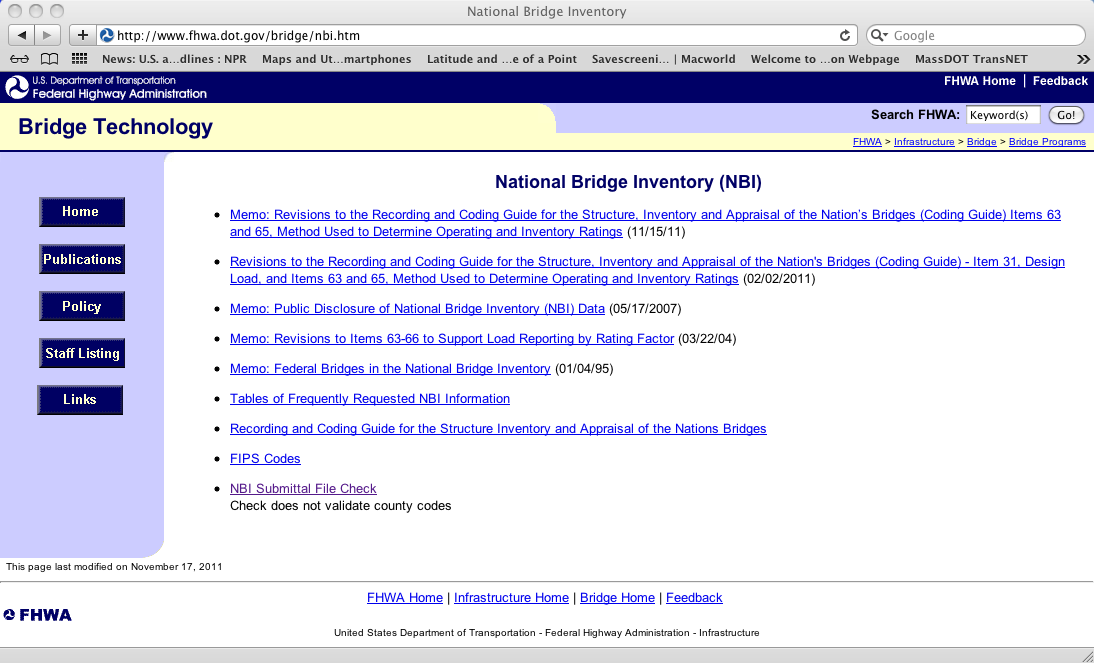 National Bridge Inventory
http://www.fhwa.dot.gov/bridge/nbi.htm
Google
News: U.S. a...dlines : NPR Maps and Ut...martphones Latitude and ...e of a Point Savescreeni... | Macworld Welcome to ...on Webpage MassDOT TransNET
U.S. Department of Transportation
Federal Highway Administration
FHWA Home | Feedback
Bridge Technology
Search FHWA: Keyword(s) Go!
FHWA > Infrastructure > Bridge > Bridge Programs
Home
Publications
Policy
Staff Listing
Links
National Bridge Inventory (NBI)
• Memo: Revisions to the Recording and Coding Guide for the Structure, Inventory and Appraisal of the Nation’s Bridges (Coding Guide) Items 63
and 65, Method Used to Determine Operating and Inventory Ratings (11/15/11)
• Revisions to the Recording and Coding Guide for the Structure, Inventory and Appraisal of the Nation's Bridges (Coding Guide) - Item 31, Design
Load, and Items 63 and 65, Method Used to Determine Operating and Inventory Ratings (02/02/2011)
• Memo: Public Disclosure of National Bridge Inventory (NBI) Data (05/17/2007)
• Memo: Revisions to Items 63-66 to Support Load Reporting by Rating Factor (03/22/04)
• Memo: Federal Bridges in the National Bridge Inventory (01/04/95)
• Tables of Frequently Requested NBI Information
• Recording and Coding Guide for the Structure Inventory and Appraisal of the Nations Bridges
• FIPS Codes
• NBI Submittal File Check
Check does not validate county codes
This page last modified on November 17, 2011
FHWA Home | Infrastructure Home | Bridge Home | Feedback
FHWA
United States Department of Transportation - Federal Highway Administration - Infrastructure